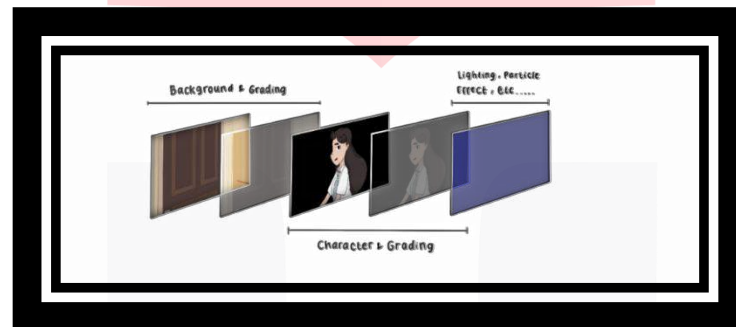 Background & Grading
Lighting, Particle
Effect, Etc.....
Character & Grading